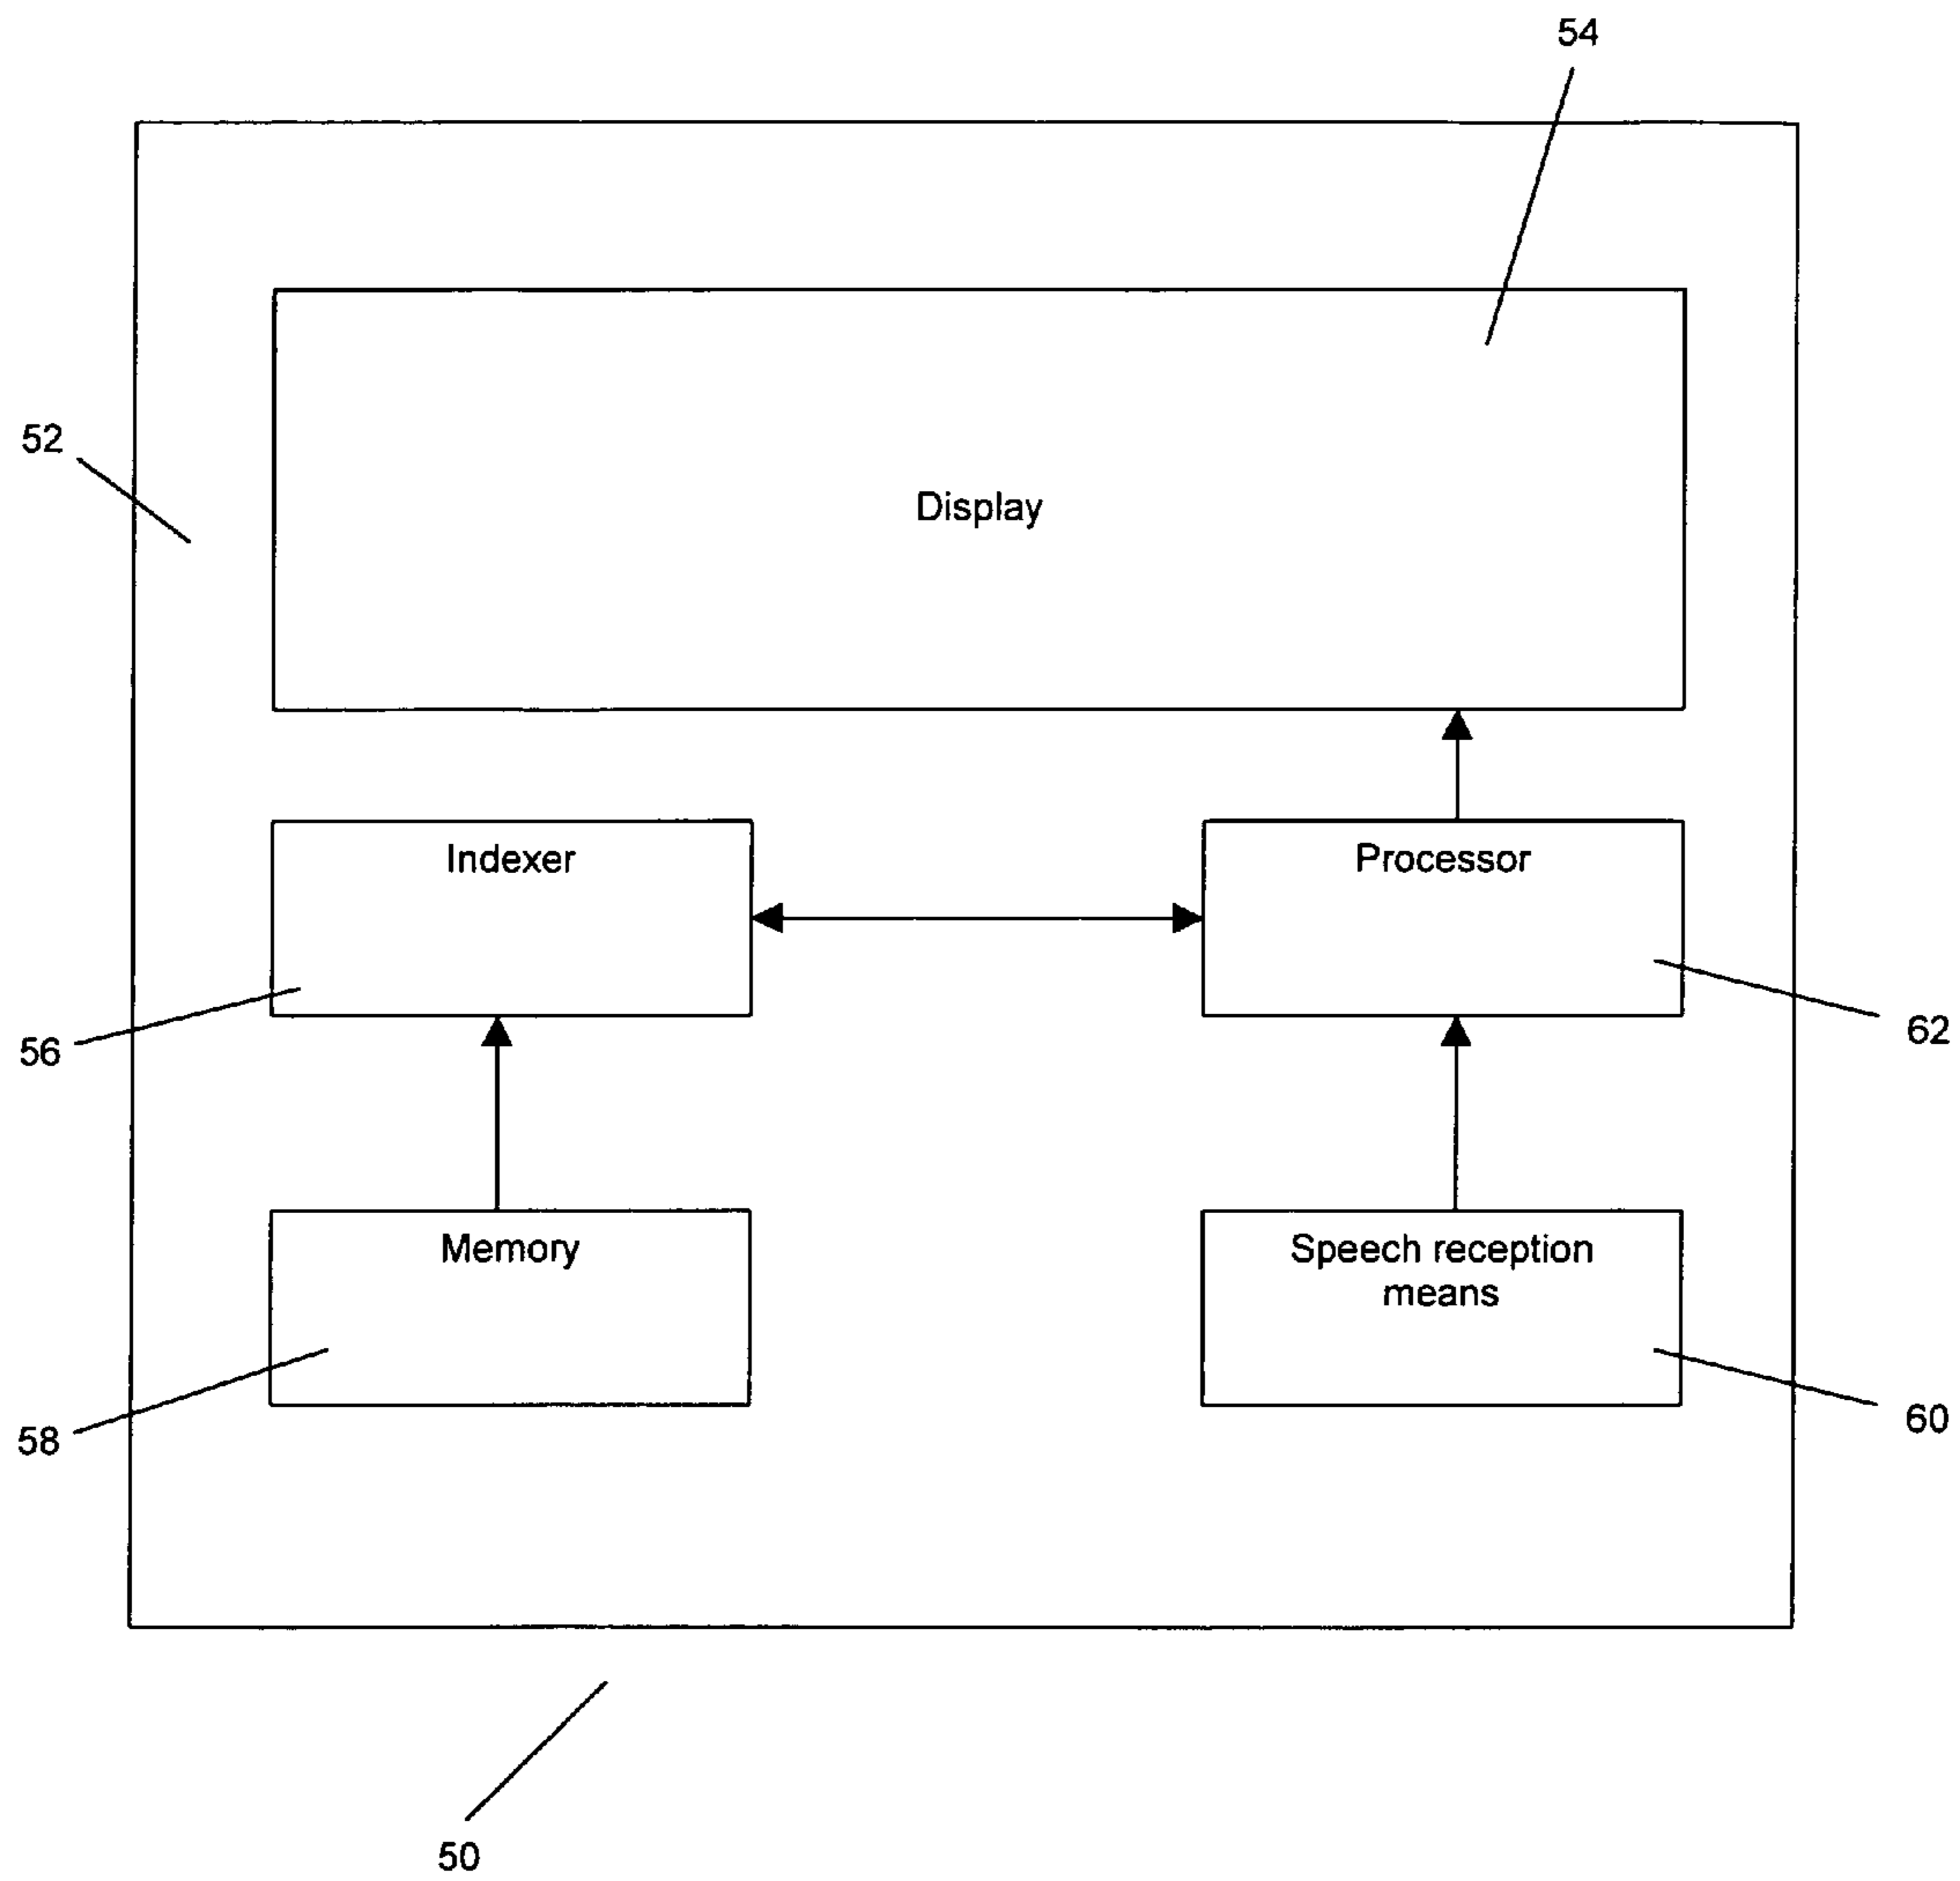 54
52
Display
Indexer
Processor
56
62
Memory
Speech reception
means
58
60
50